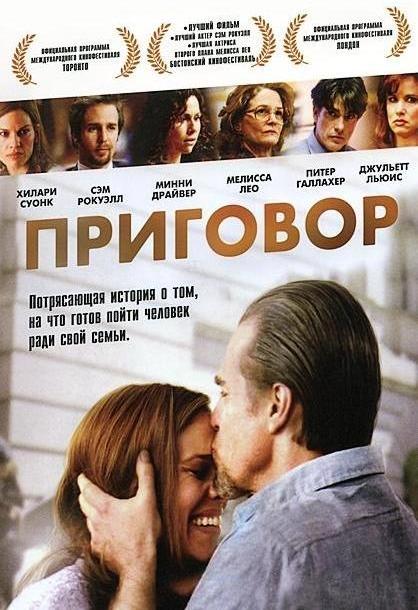 ОФИЦИАЛЬНАЯ ПРОГРАММА
МЕЖДУНАРОДНОГО КИНОФЕСТИВАЛЯ
ТОРОНТО
• ЛУЧШИЙ ФИЛЬМ
• ЛУЧШИЙ АКТЕР СЭМ РОКУЭЛЛ
• ЛУЧШАЯ АКТРИСА
ВТОРОГО ПЛАНА МЕЛИССА ЛЕО
БОСТОНСКИЙ КИНОФЕСТИВАЛЬ
ОФИЦИАЛЬНАЯ ПРОГРАММА
МЕЖДУНАРОДНОГО КИНОФЕСТИВАЛЯ
ЛОНДОН
ХИЛАРИ СУОНК
СЭМ РОКУЭЛЛ
МИННИ ДРАЙВЕР
МЕЛИССА ЛЕО
ПИТЕР ГАЛЛАХЕР
ДЖУЛЬЕТТ ЛЬЮИС
ПРИГОВОР
Потрясающая история о том,
на что готов пойти человек
ради свой семьи.